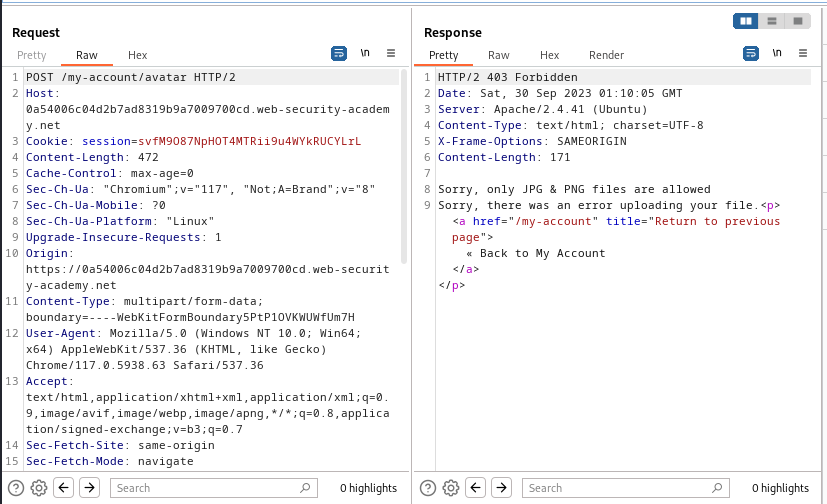 Request
Pretty Raw Hex \n
1 POST /my-account/avatar HTTP/2
2 Host:
0a54006c04d2b7ad8319b9a7009700cd.web-security-academ
y.net
3 Cookie: session=svfM9O87NpHOT4MTRii9u4WYkRUCYLrL
4 Content-Length: 472
5 Cache-Control: max-age=0
6 Sec-Ch-Ua: "Chromium";v="117", "Not;A=Brand";v="8"
7 Sec-Ch-Ua-Mobile: ?0
8 Sec-Ch-Ua-Platform: "Linux"
9 Upgrade-Insecure-Requests: 1
10 Origin:
https://0a54006c04d2b7ad8319b9a7009700cd.web-securit
y-academy.net
11 Content-Type: multipart/form-data;
boundary=----WebKitFormBoundary5PtP1OVKWUWfUm7H
12 User-Agent: Mozilla/5.0 (Windows NT 10.0; Win64;
x64) AppleWebKit/537.36 (KHTML, like Gecko)
Chrome/117.0.5938.63 Safari/537.36
13 Accept:
text/html,application/xhtml+xml,application/xml;q=0.
9,image/avif,image/webp,image/apng,*/*;q=0.8,applica
tion/signed-exchange;v=b3;q=0.7
14 Sec-Fetch-Site: same-origin
15 Sec-Fetch-Mode: navigate
Search 0 highlights
Response
Pretty Raw Hex Render \n
1 HTTP/2 403 Forbidden
2 Date: Sat, 30 Sep 2023 01:10:05 GMT
3 Server: Apache/2.4.41 (Ubuntu)
4 Content-Type: text/html; charset=UTF-8
5 X-Frame-Options: SAMEORIGIN
6 Content-Length: 171
7
8 Sorry, only JPG & PNG files are allowed
9 Sorry, there was an error uploading your file.<p>
<a href="/my-account" title="Return to previous
page">
« Back to My Account
</a>
</p>
Search 0 highlights